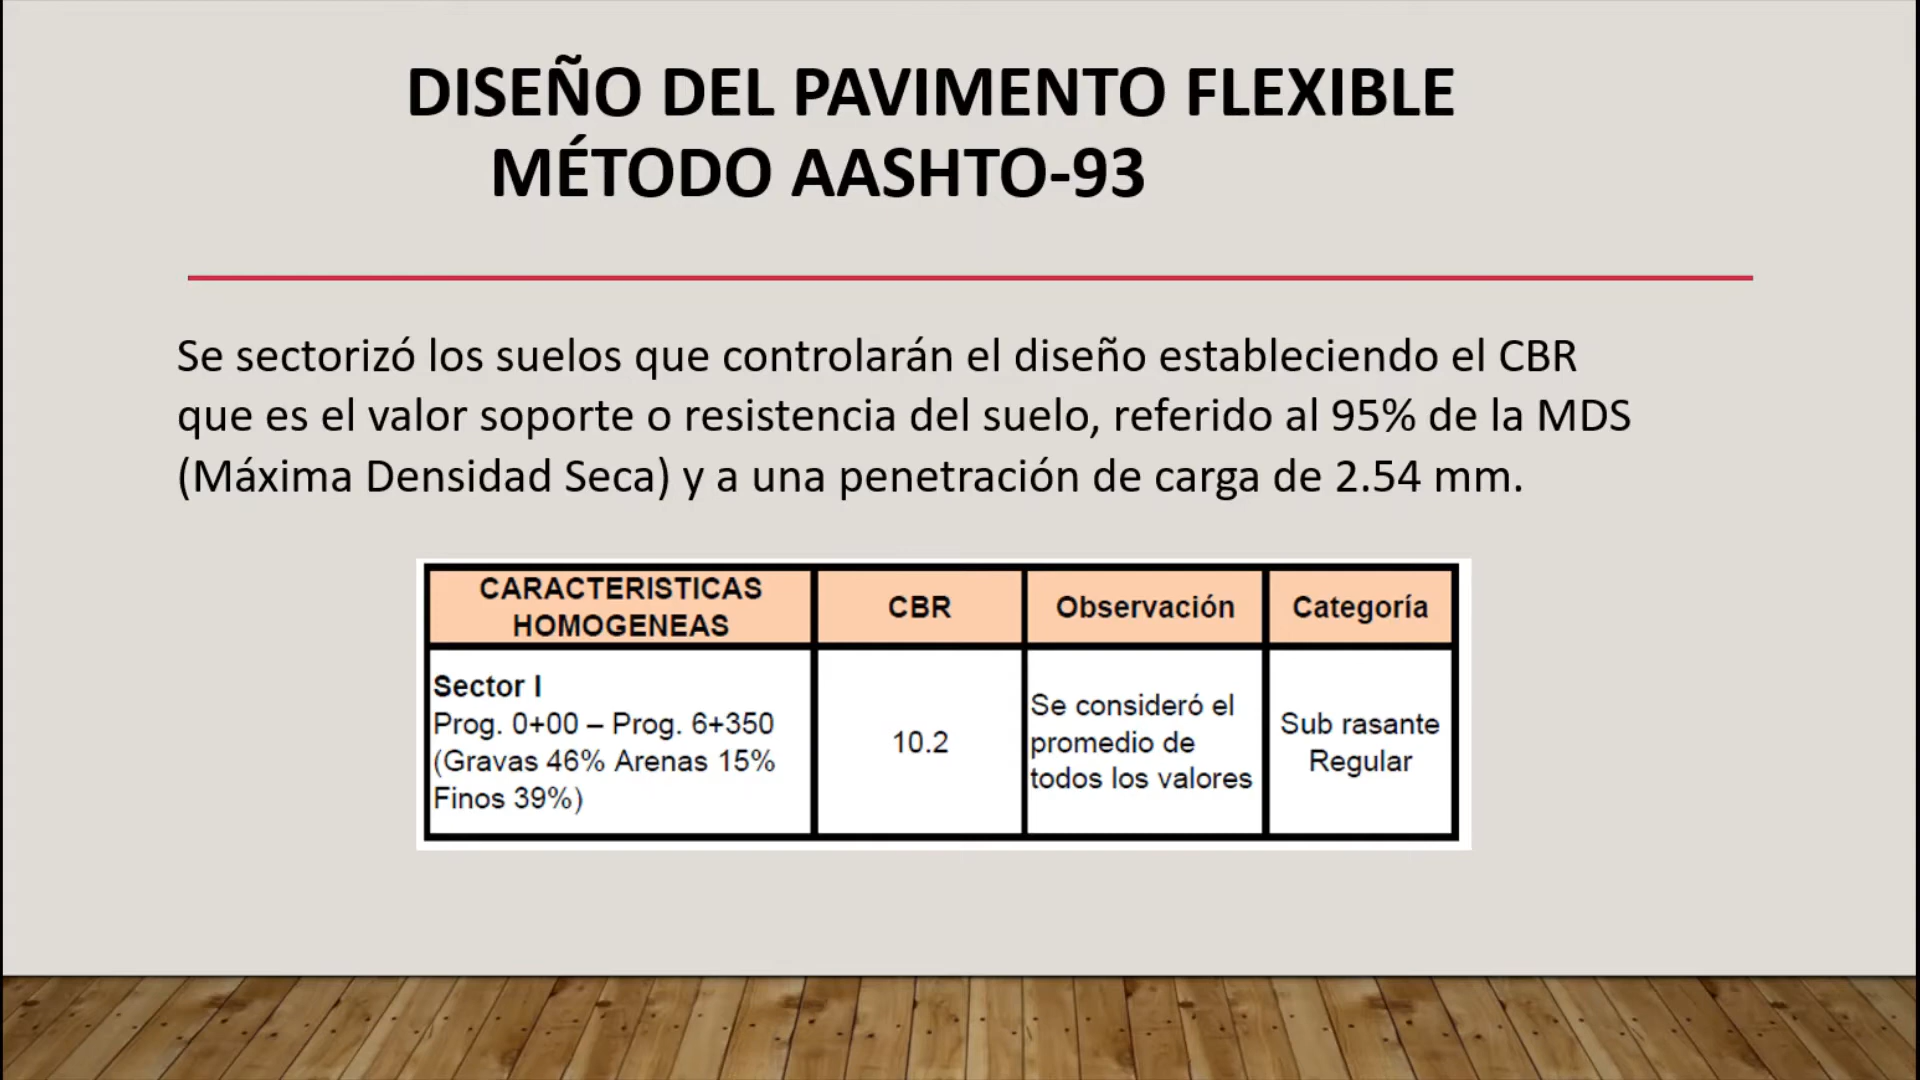 DISEÑO DEL PAVIMENTO FLEXIBLE
MÉTODO AASHTO-93
Se sectorizó los suelos que controlarán el diseño estableciendo el CBR
que es el valor soporte o resistencia del suelo, referido al 95% de la MDS
(Máxima Densidad Seca) y a una penetración de carga de 2.54 mm.
CARACTERISTICAS
HOMOGENEAS
CBR
Observación
Categoría
Sector I
Prog. 0+00 – Prog. 6+350
(Gravas 46% Arenas 15%
Finos 39%)
10.2
Se consideró el
promedio de
todos los valores
Sub rasante
Regular